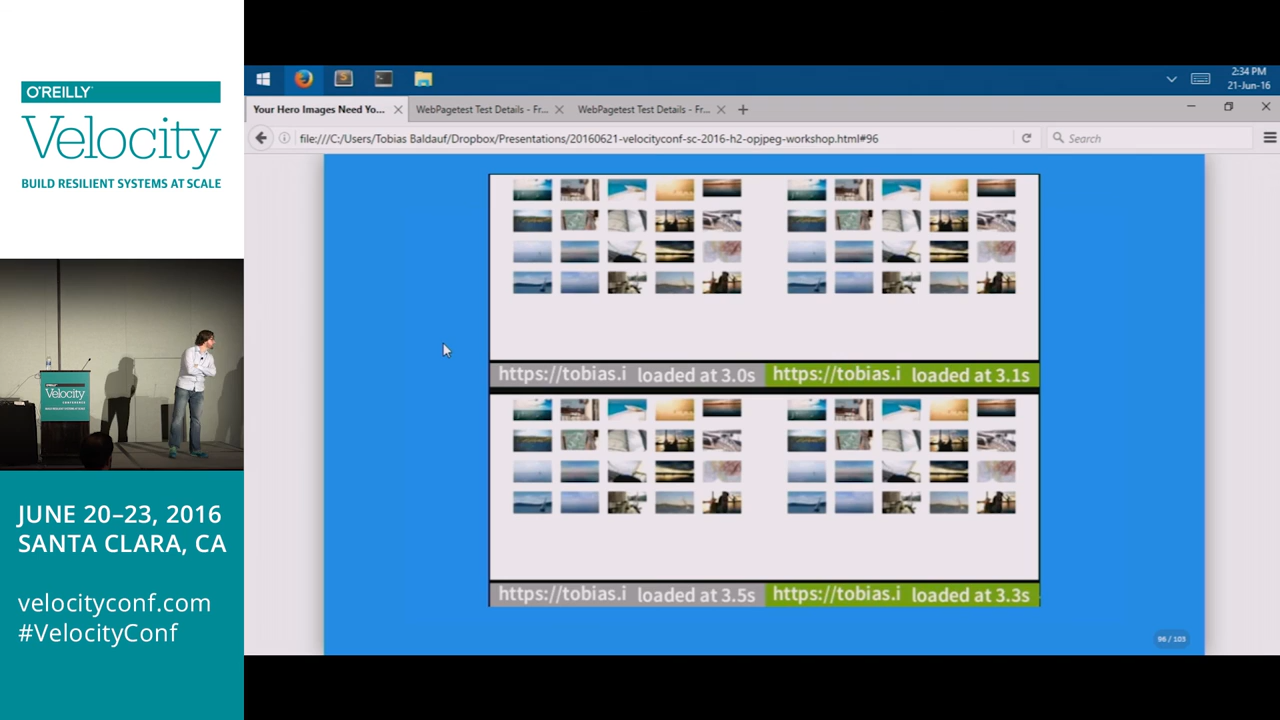 O'REILLY
Velocity
BUILD RESILIENT SYSTEMS AT SCALE
Velocity
JUNE 20–23, 2016
SANTA CLARA, CA
velocityconf.com
#VelocityConf
2:34 PM
21-Jun-16
Your Hero Images Need Yo...
WebPagetest Test Details - Fr...
WebPagetest Test Details - Fr...
file:///C:/Users/Tobias Baldauf/Dropbox/Presentations/20160621-velocityconf-sc-2016-h2-opjpeg-workshop.html#96
Search
https://tobias.i loaded at 3.0s
https://tobias.i loaded at 3.1s
https://tobias.i loaded at 3.5s
https://tobias.i loaded at 3.3s
96 / 103